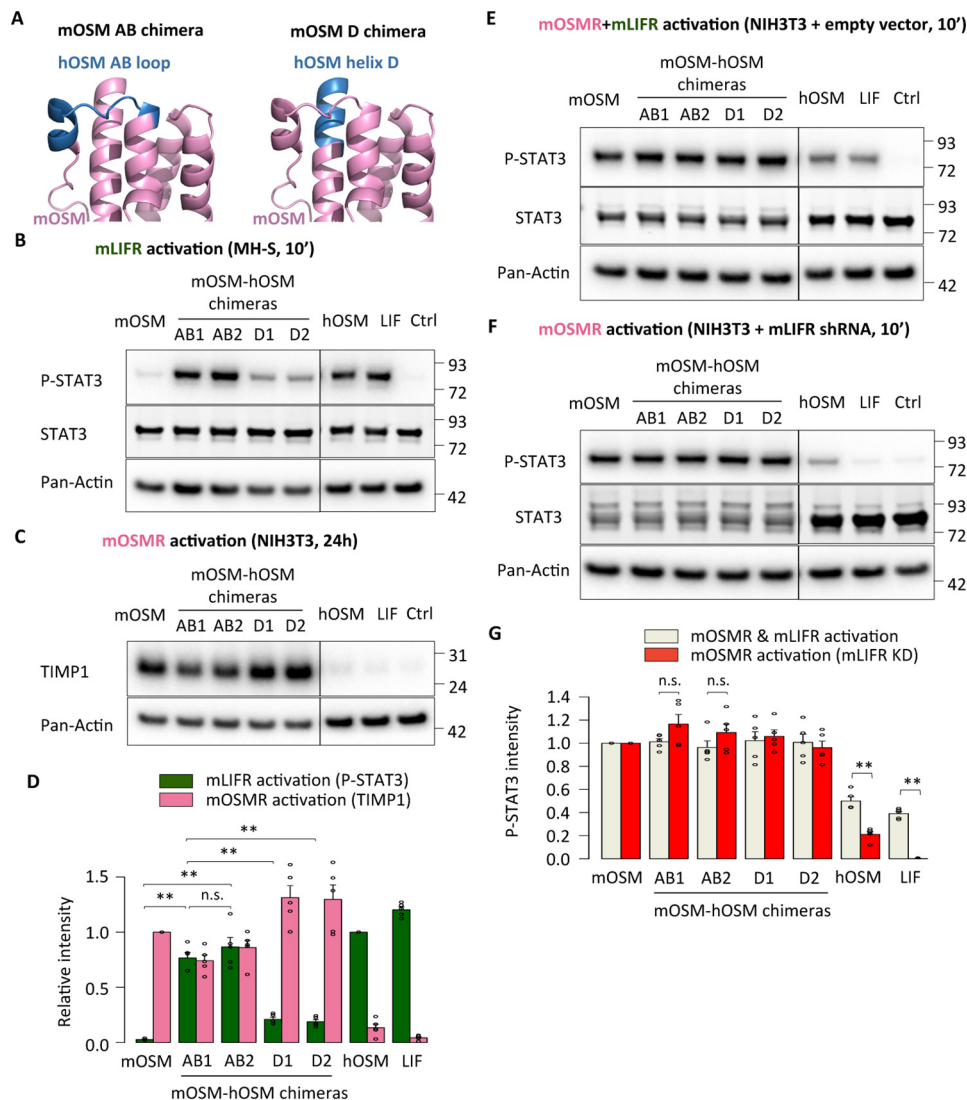 A
mOSM AB chimera
hOSM AB loop
mOSM
mOSM D chimera
hOSM helix D
mOSM
B
mLIFR activation (MH-S, 10’)
mOSM-hOSM
chimeras
mOSM
AB1 AB2 D1 D2
hOSM LIF Ctrl
P-STAT3
93
72
STAT3
93
72
Pan-Actin
42
C
mOSMR activation (NIH3T3, 24h)
mOSM-hOSM
chimeras
mOSM
AB1 AB2 D1 D2
hOSM LIF Ctrl
TIMP1
31
24
Pan-Actin
42
D
mLIFR activation (P-STAT3)
mOSMR activation (TIMP1)
** 
**
**
** n.s.
Relative intensity
1.5
1.0
0.5
0.0
mOSM AB1 AB2 D1 D2 hOSM LIF
mOSM-hOSM chimeras
E
mOSMR+mLIFR activation (NIH3T3 + empty vector, 10’)
mOSM-hOSM
chimeras
mOSM
AB1 AB2 D1 D2
hOSM LIF Ctrl
P-STAT3
93
72
STAT3
93
72
Pan-Actin
42
F
mOSMR activation (NIH3T3 + mLIFR shRNA, 10’)
mOSM-hOSM
chimeras
mOSM
AB1 AB2 D1 D2
hOSM LIF Ctrl
P-STAT3
93
72
STAT3
93
72
Pan-Actin
42
G
mOSMR & mLIFR activation
mOSMR activation (mLIFR KD)
n.s. n.s.
** **
P-STAT3 intensity
1.4
1.2
1.0
0.8
0.6
0.4
0.2
0.0
mOSM AB1 AB2 D1 D2 hOSM LIF
mOSM-hOSM chimeras